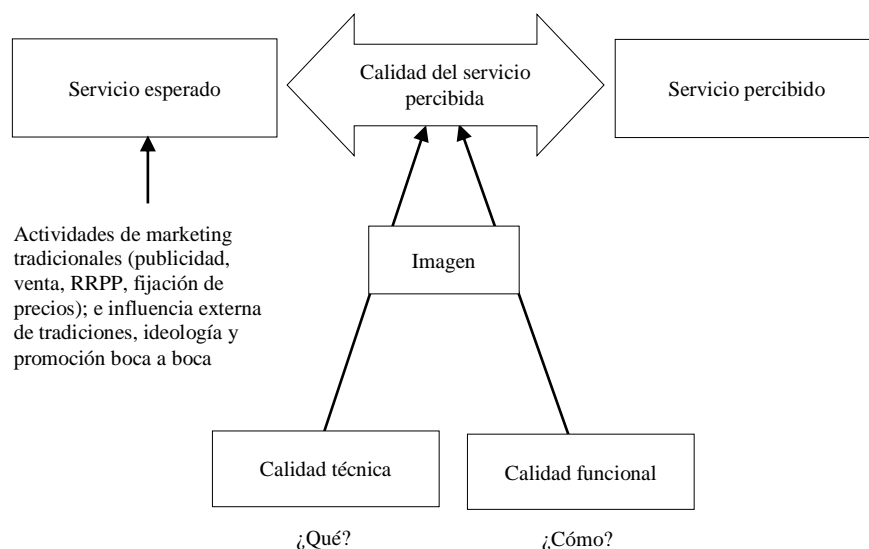 Servicio esperado
Calidad del servicio
percibida
Servicio percibido
Actividades de marketing
tradicionales (publicidad,
venta, RRPP, fijación de
precios); e influencia externa
de tradiciones, ideología y
promoción boca a boca
Imagen
Calidad técnica
Calidad funcional
¿Qué?
¿Cómo?